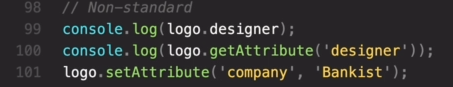 98 // Non-standard
99 console.log(logo.designer);
100 console.log(logo.getAttribute('designer'));
101 logo.setAttribute('company', 'Bankist');